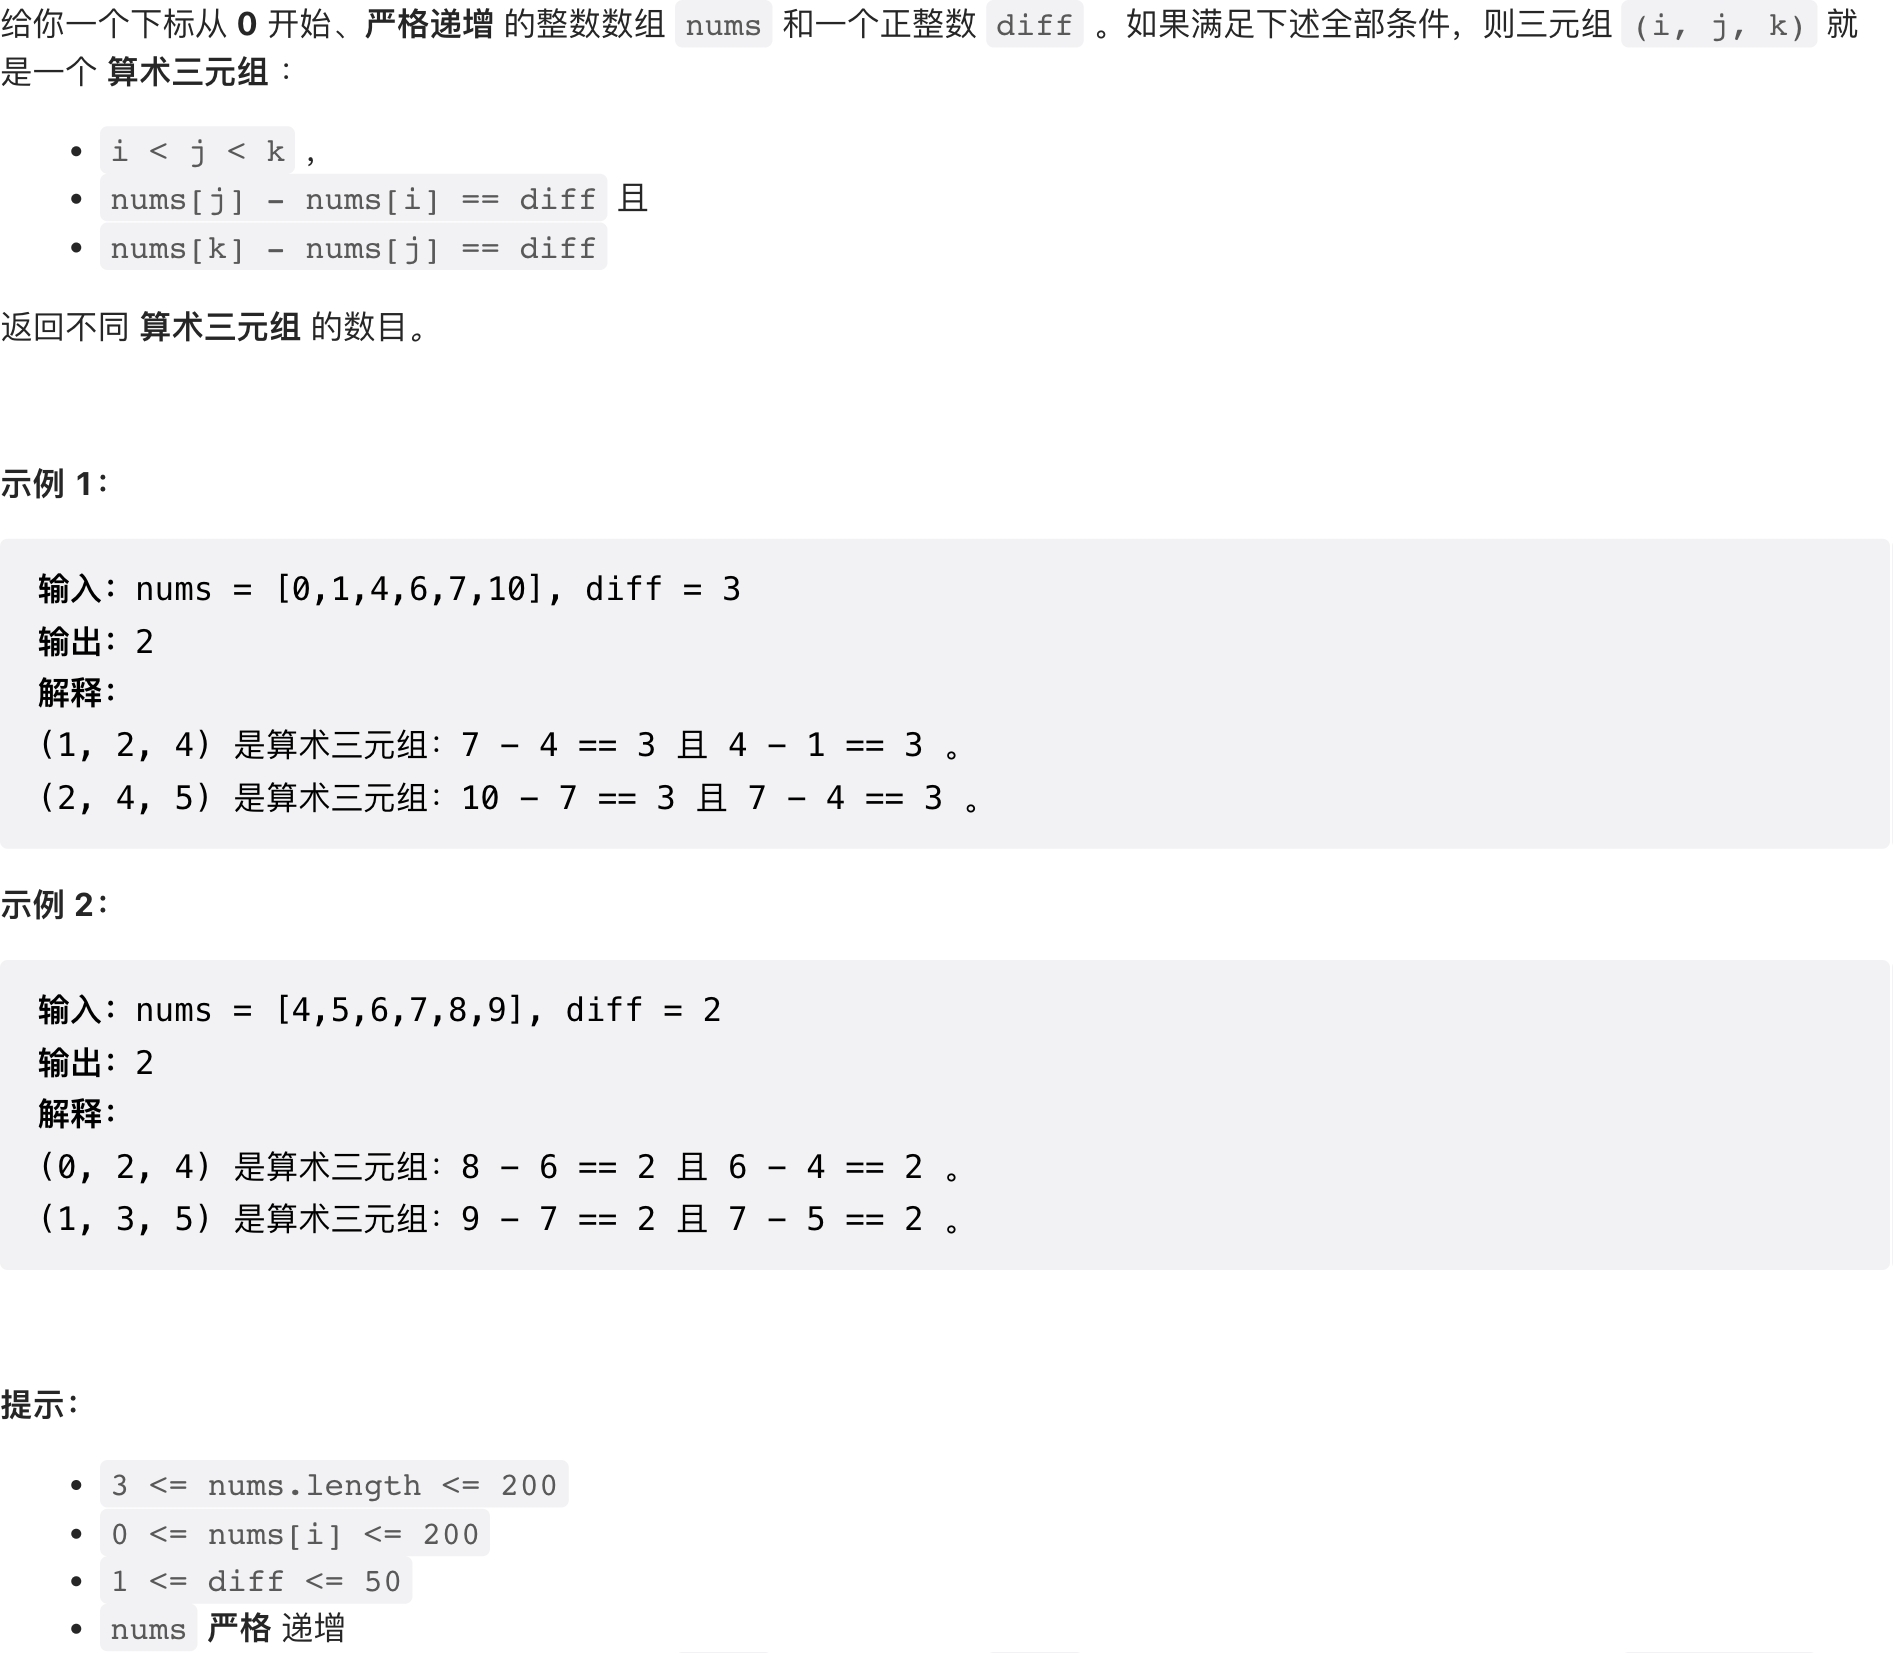 给你一个下标从 0 开始、严格递增 的整数数组 nums 和一个正整数 diff 。如果满足下述全部条件，则三元组 (i, j, k) 就
是一个 算术三元组 ：
• i < j < k ，
• nums[j] - nums[i] == diff 且
• nums[k] - nums[j] == diff
返回不同 算术三元组 的数目。
示例 1：
输入：nums = [0,1,4,6,7,10], diff = 3
输出：2
解释：
(1, 2, 4) 是算术三元组：7 - 4 == 3 且 4 - 1 == 3 。
(2, 4, 5) 是算术三元组：10 - 7 == 3 且 7 - 4 == 3 。
示例 2：
输入：nums = [4,5,6,7,8,9], diff = 2
输出：2
解释：
(0, 2, 4) 是算术三元组：8 - 6 == 2 且 6 - 4 == 2 。
(1, 3, 5) 是算术三元组：9 - 7 == 2 且 7 - 5 == 2 。
提示：
• 3 <= nums.length <= 200
• 0 <= nums[i] <= 200
• 1 <= diff <= 50
• nums 严格 递增